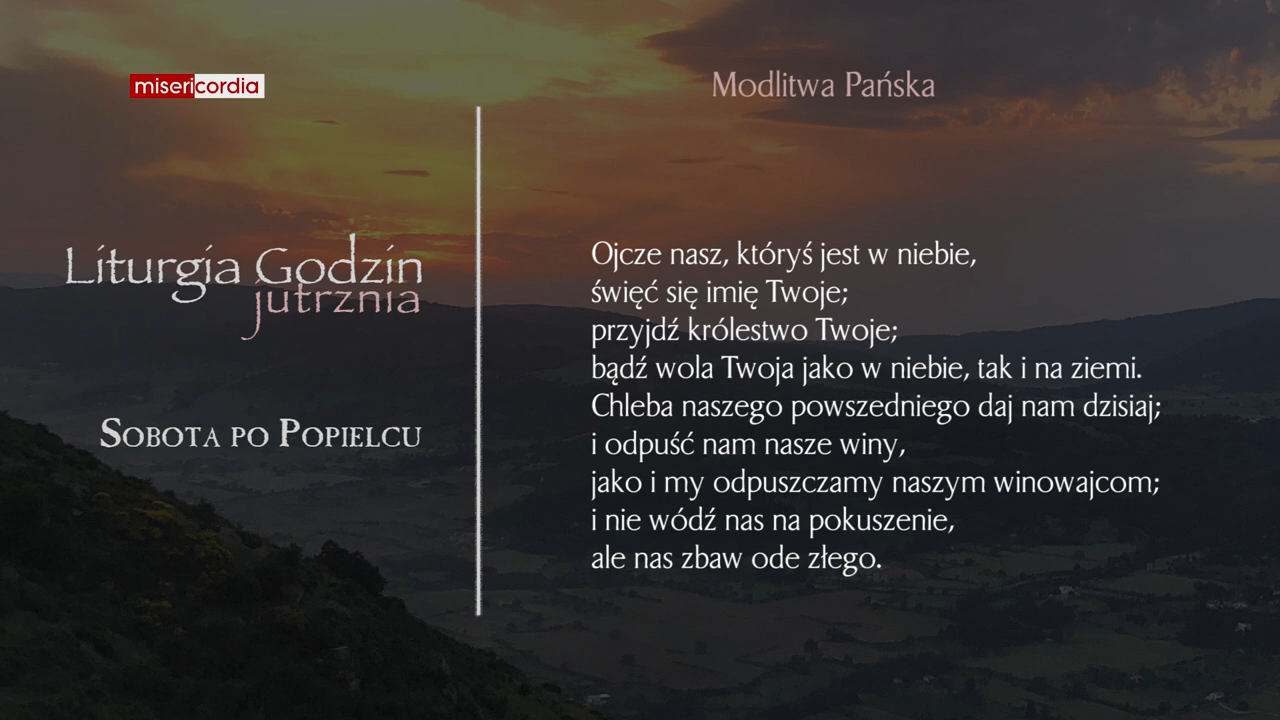 misericordia
Liturgia Godzin
jutrznia
Sobota po Popielcu
Modlitwa Pańska
Ojcze nasz, któryś jest w niebie,
święć się imię Twoje;
przyjdź królestwo Twoje;
bądź wola Twoja jako w niebie, tak i na ziemi.
Chleba naszego powszedniego daj nam dzisiaj;
i odpuść nam nasze winy,
jako i my odpuszczamy naszym winowajcom;
i nie wódź nas na pokuszenie,
ale nas zbaw ode złego.